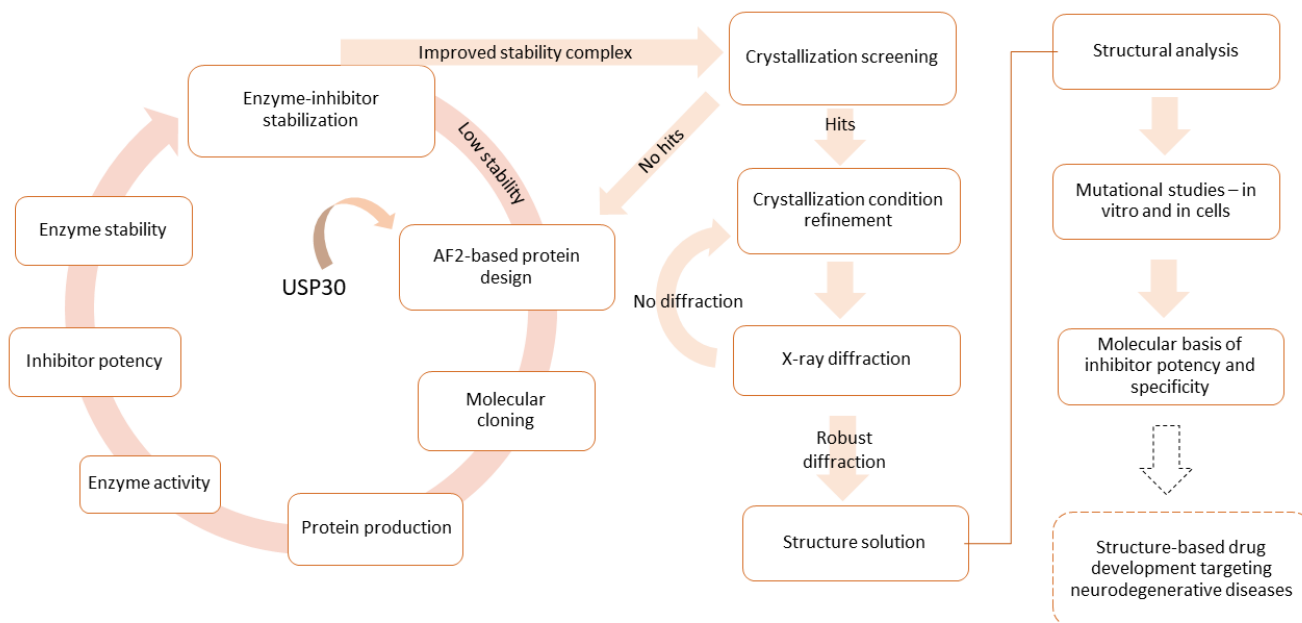 Improved stability complex
Enzyme-inhibitor
stabilization
Low stability
Enzyme stability
USP30
AF2-based protein
design
Inhibitor potency
Molecular
cloning
Enzyme activity
Protein production
Crystallization screening
No hits
Hits
Crystallization condition
refinement
No diffraction
X-ray diffraction
Robust
diffraction
Structure solution
Structural analysis
Mutational studies – in
vitro and in cells
Molecular basis of
inhibitor potency and
specificity
Structure-based drug
development targeting
neurodegenerative diseases